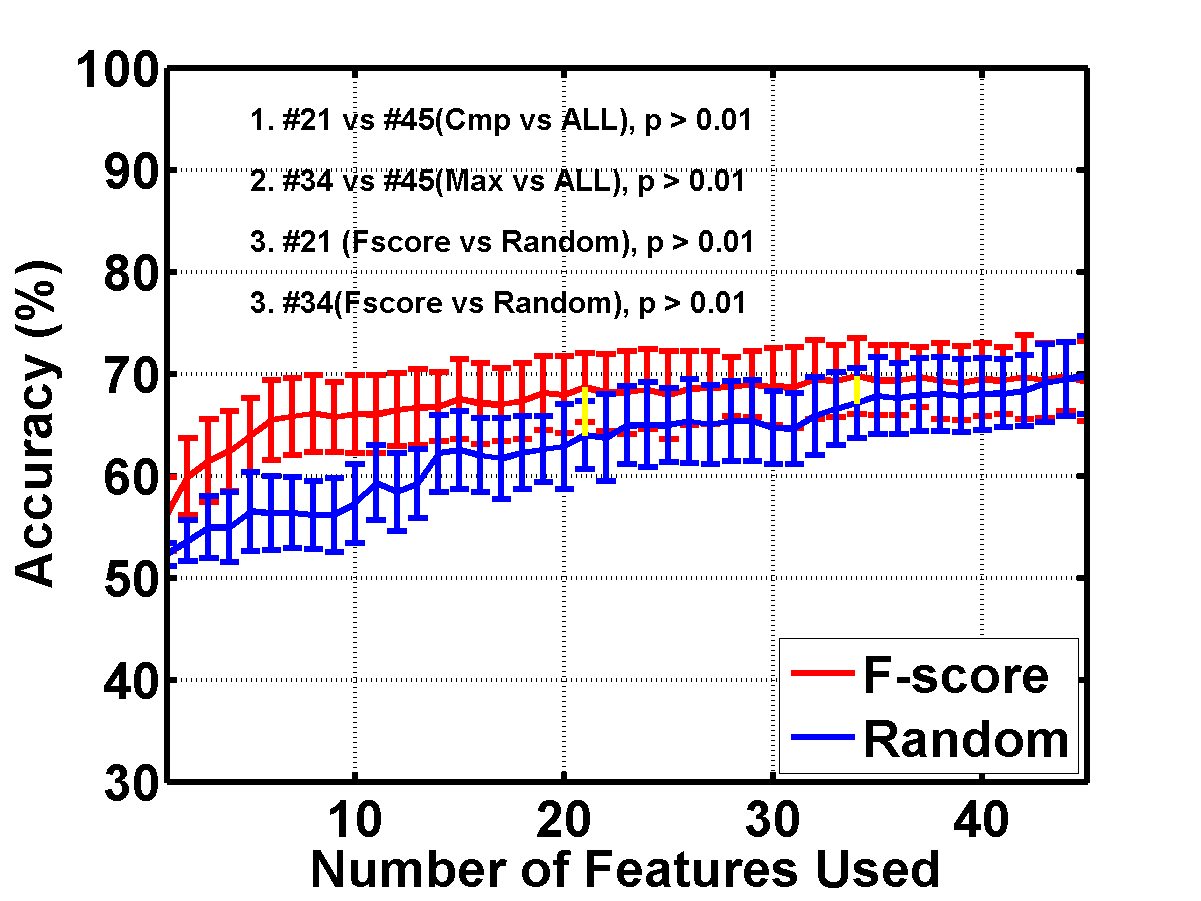 100
90
80
70
60
50
40
30
Accuracy (%)
1. #21 vs #45(Cmp vs ALL), p > 0.01
2. #34 vs #45(Max vs ALL), p > 0.01
3. #21 (Fscore vs Random), p > 0.01
3. #34(Fscore vs Random), p > 0.01
F-score
Random
10 20 30 40
Number of Features Used